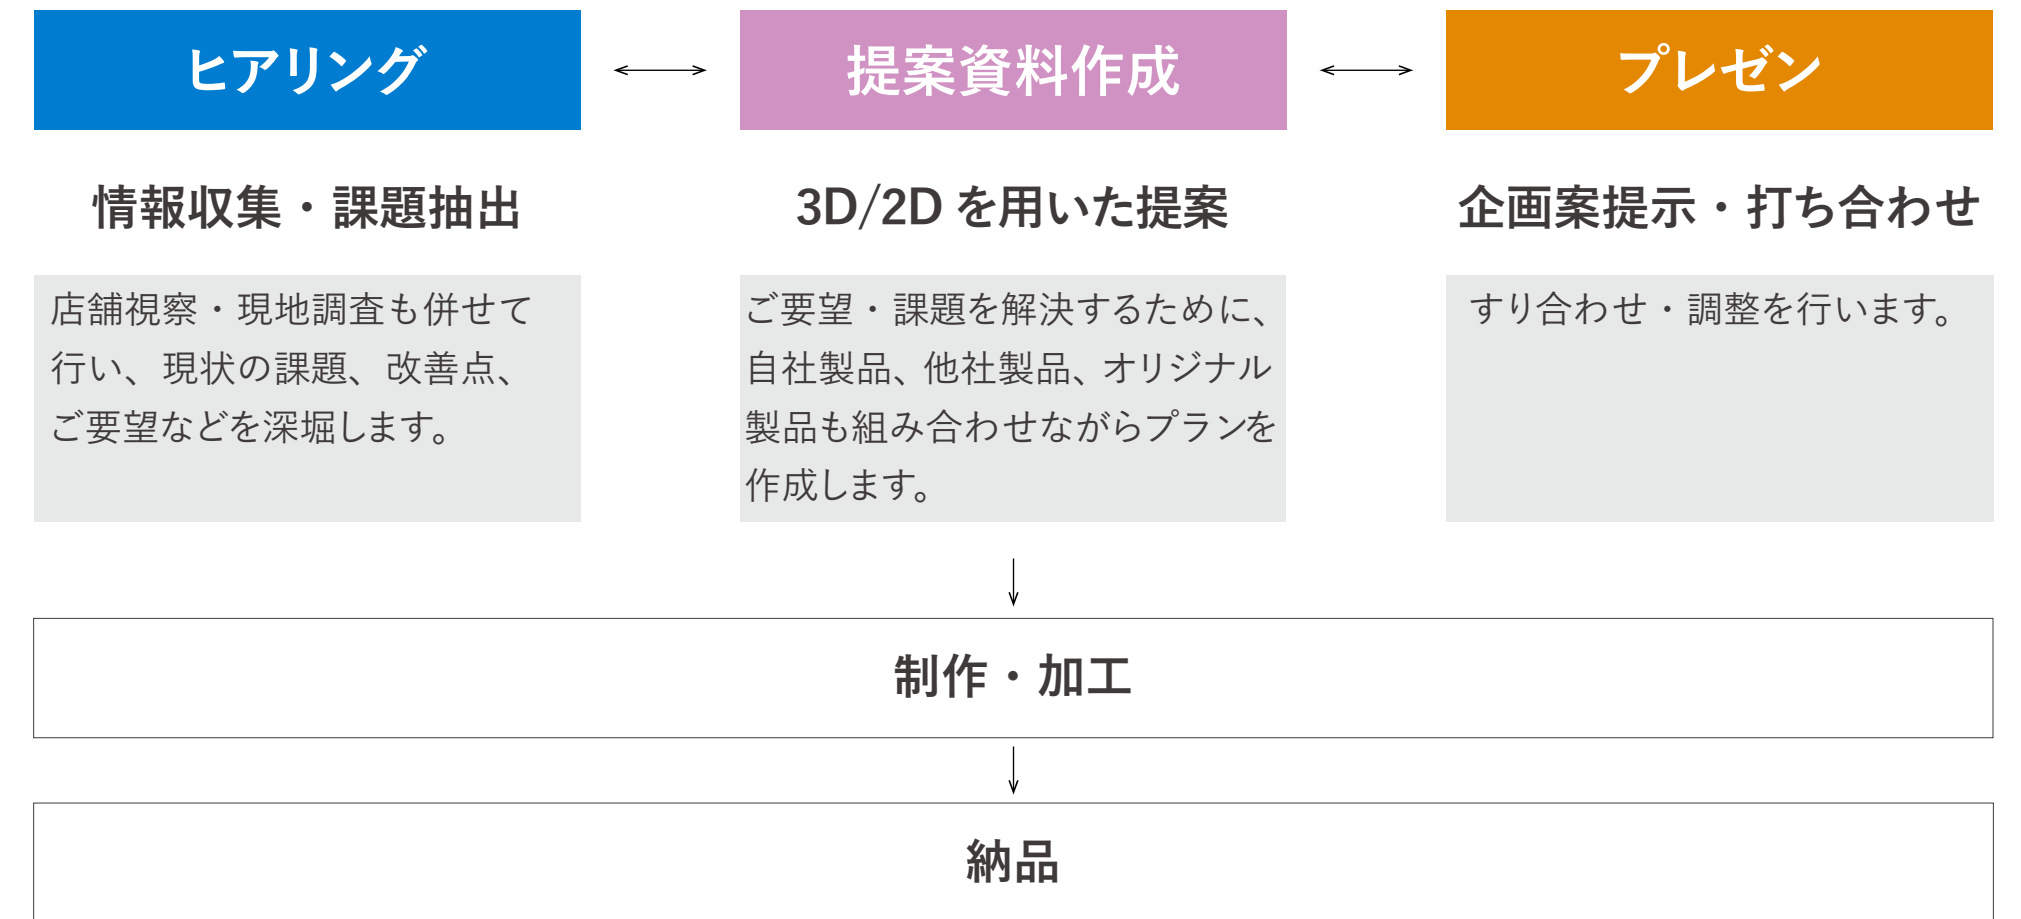 ヒアリング
提案資料作成
プレゼン
情報収集・課題抽出
3D/2Dを用いた提案
企画案提示・打ち合わせ
店舗視察・現地調査も併せて
行い、現状の課題、改善点、
ご要望などを深堀します。
ご要望・課題を解決するために、
自社製品、他社製品、オリジナル
製品も組み合わせながらプランを
作成します。
すり合わせ・調整を行います。
制作・加工
納品